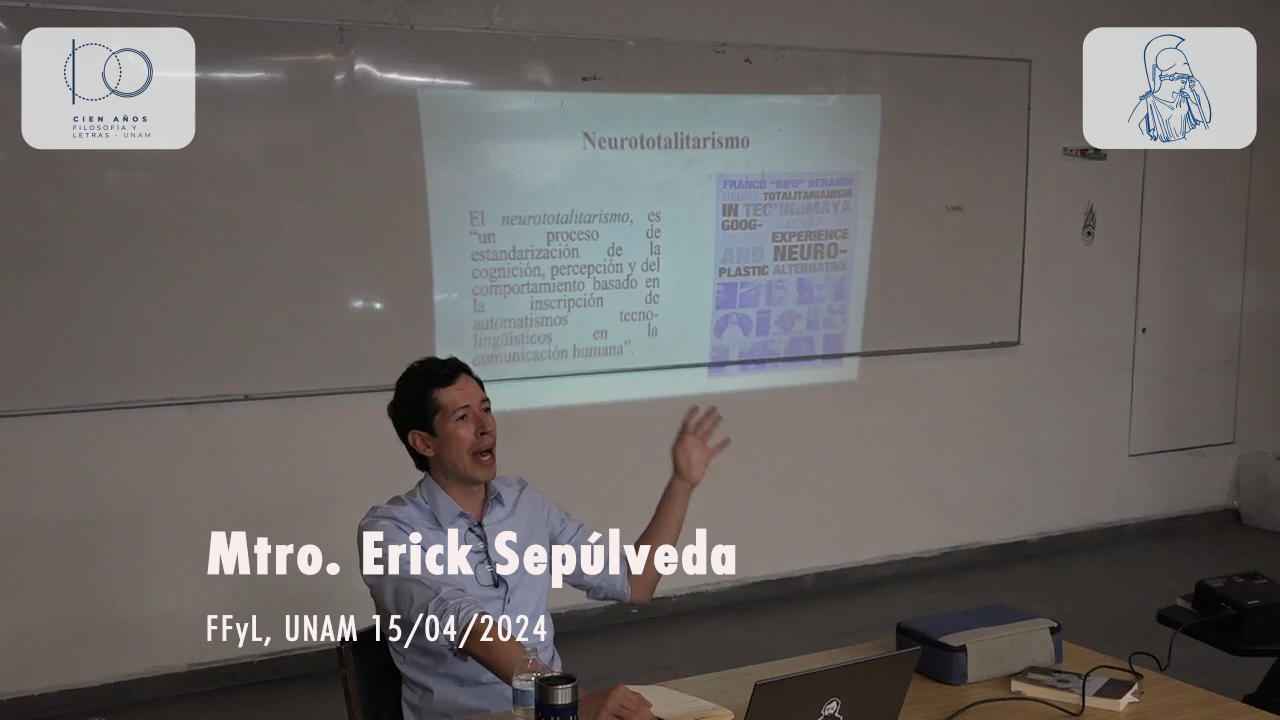 CIEN AÑOS
FILOSOFÍA Y
LETRAS · UNAM
Neurototalitarismo
El neurototalitarismo, es
“un proceso de
estandarización de la
cognición, percepción y del
comportamiento basado en
la inscripción de
automatismos tecno-
lingüísticos en la
comunicación humana”.
FRANCO “BIFO” BERARDI
TOTALITARIANISM
IN TECHNOMAYA
GOOG-
EXPERIENCE
AND NEURO-
PLASTIC ALTERNATIVE
Mtro. Erick Sepúlveda
FFyL, UNAM 15/04/2024